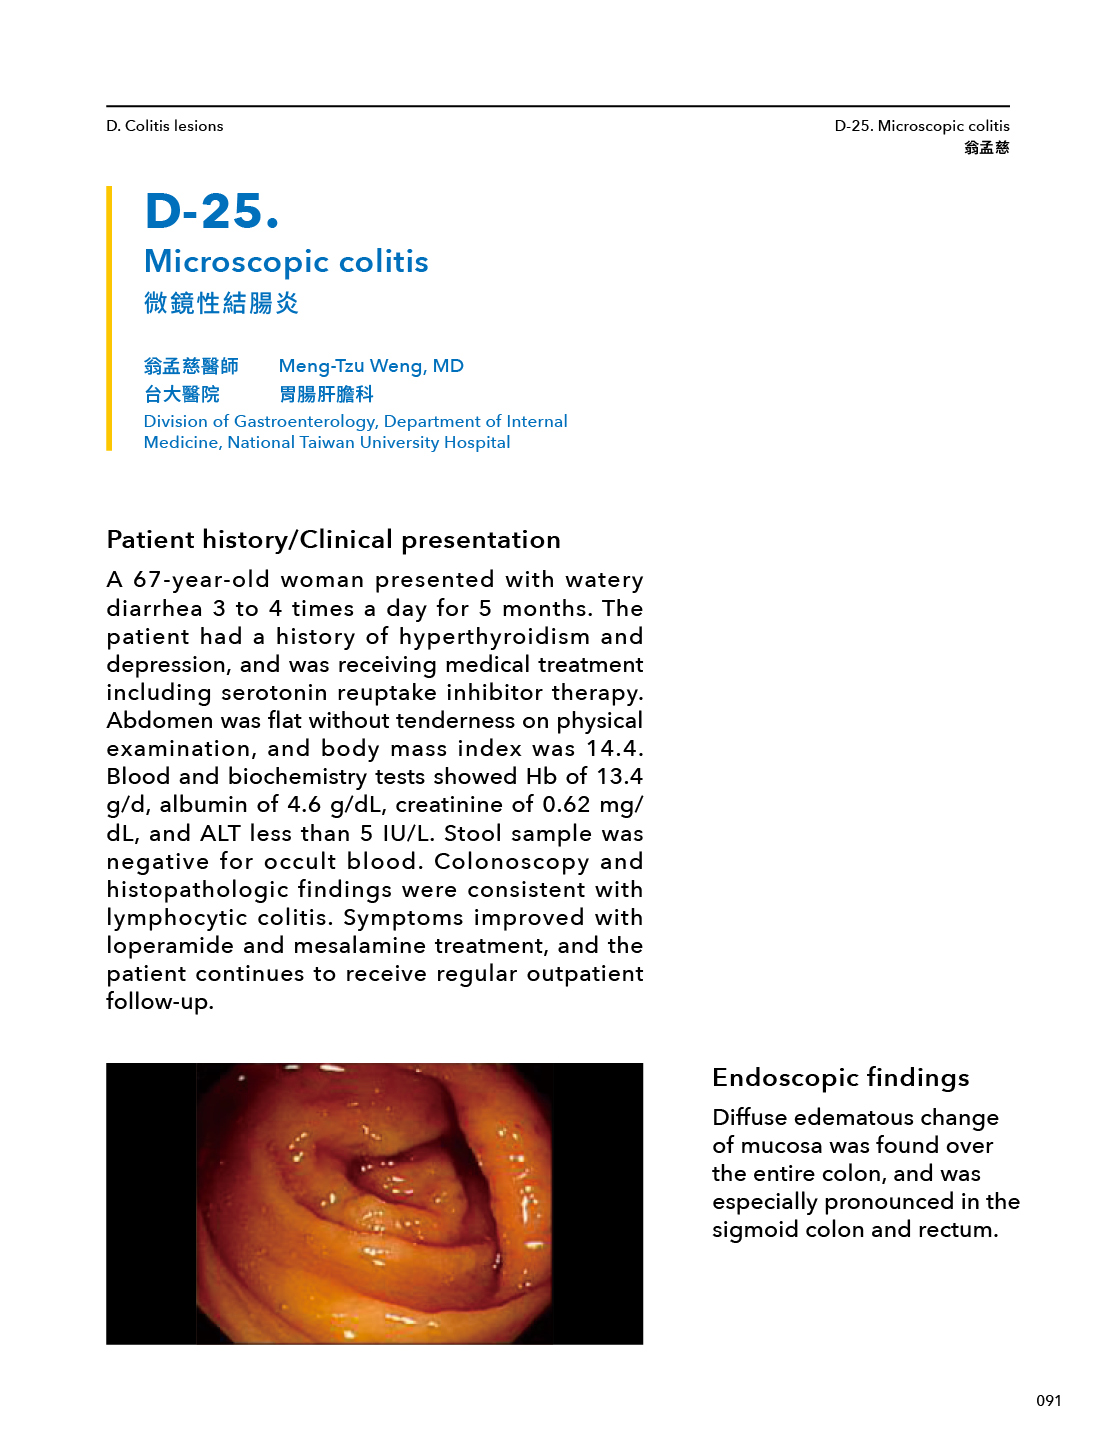 D. Colitis lesions
D-25. Microscopic colitis
翁孟慈
D-25.
Microscopic colitis
微鏡性結腸炎
翁孟慈醫師 Meng-Tzu Weng, MD
台大醫院 胃腸肝膽科
Division of Gastroenterology, Department of Internal
Medicine, National Taiwan University Hospital
Patient history/Clinical presentation
A 67-year-old woman presented with watery
diarrhea 3 to 4 times a day for 5 months. The
patient had a history of hyperthyroidism and
depression, and was receiving medical treatment
including serotonin reuptake inhibitor therapy.
Abdomen was flat without tenderness on physical
examination, and body mass index was 14.4.
Blood and biochemistry tests showed Hb of 13.4
g/d, albumin of 4.6 g/dL, creatinine of 0.62 mg/
dL, and ALT less than 5 IU/L. Stool sample was
negative for occult blood. Colonoscopy and
histopathologic findings were consistent with
lymphocytic colitis. Symptoms improved with
loperamide and mesalamine treatment, and the
patient continues to receive regular outpatient
follow-up.
Endoscopic findings
Diffuse edematous change
of mucosa was found over
the entire colon, and was
especially pronounced in the
sigmoid colon and rectum.
091